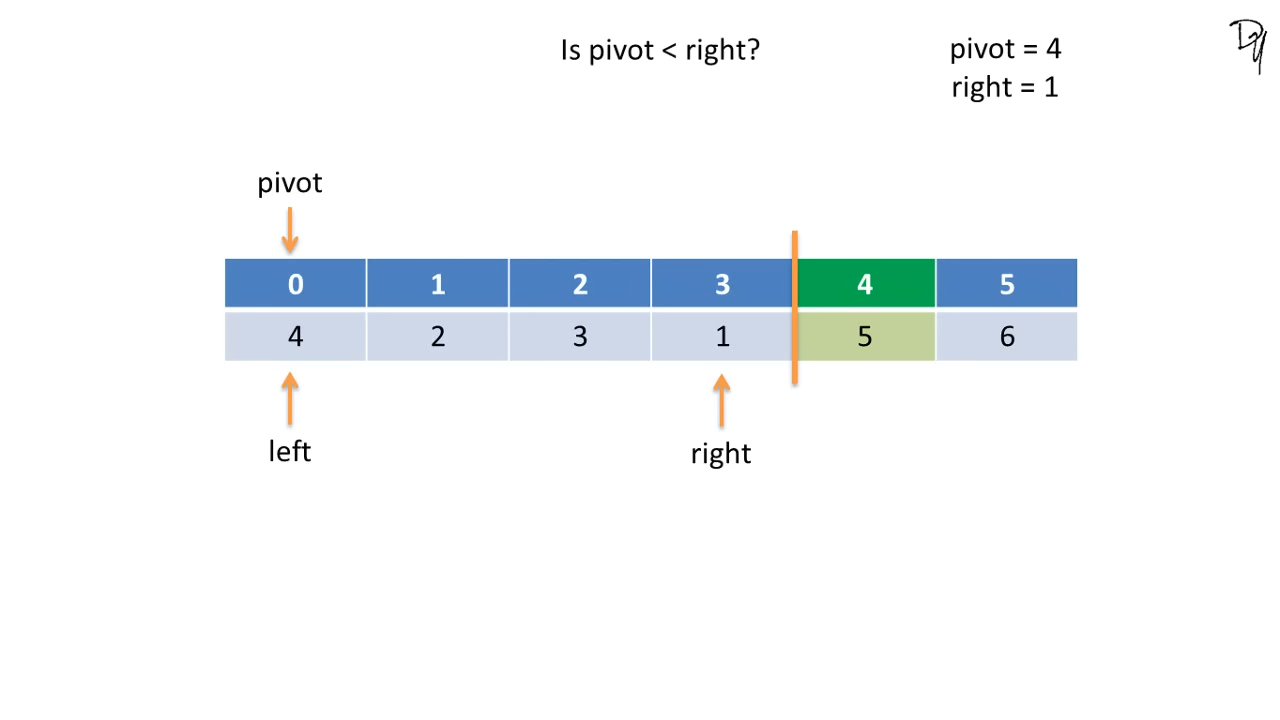 Is pivot < right?
pivot = 4
right = 1
pivot
0 1 2 3 4 5
4 2 3 1 5 6
left
right